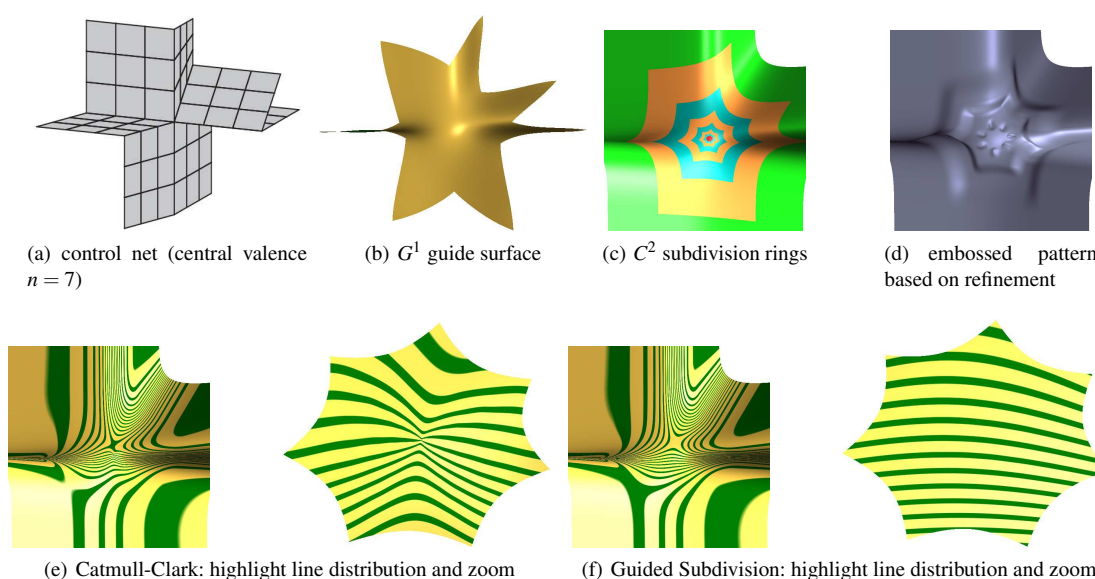 (a) control net (central valence
n = 7)
(b) G¹ guide surface
(c) C² subdivision rings
(d) embossed pattern
based on refinement
(e) Catmull-Clark: highlight line distribution and zoom
(f) Guided Subdivision: highlight line distribution and zoom